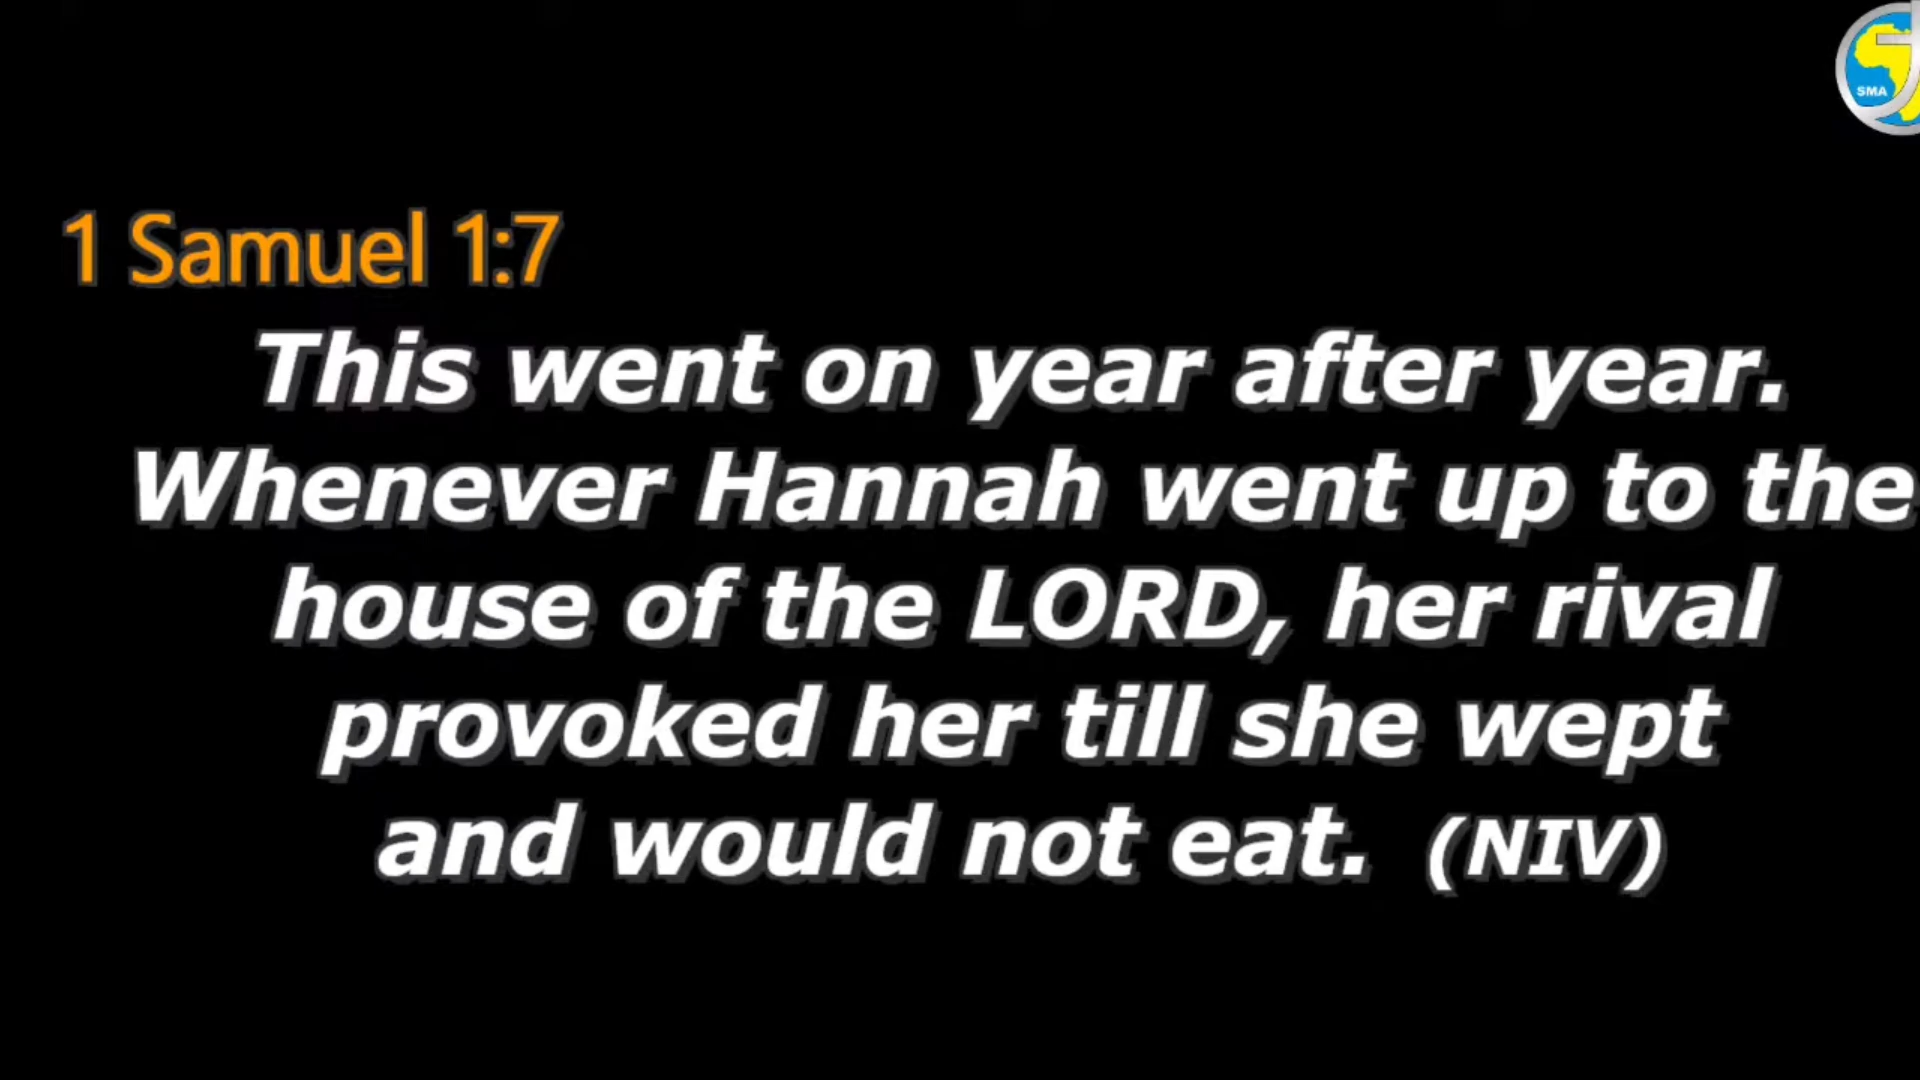 SMA
1 Samuel 1:7
This went on year after year.
Whenever Hannah went up to the
house of the LORD, her rival
provoked her till she wept
and would not eat. (NIV)